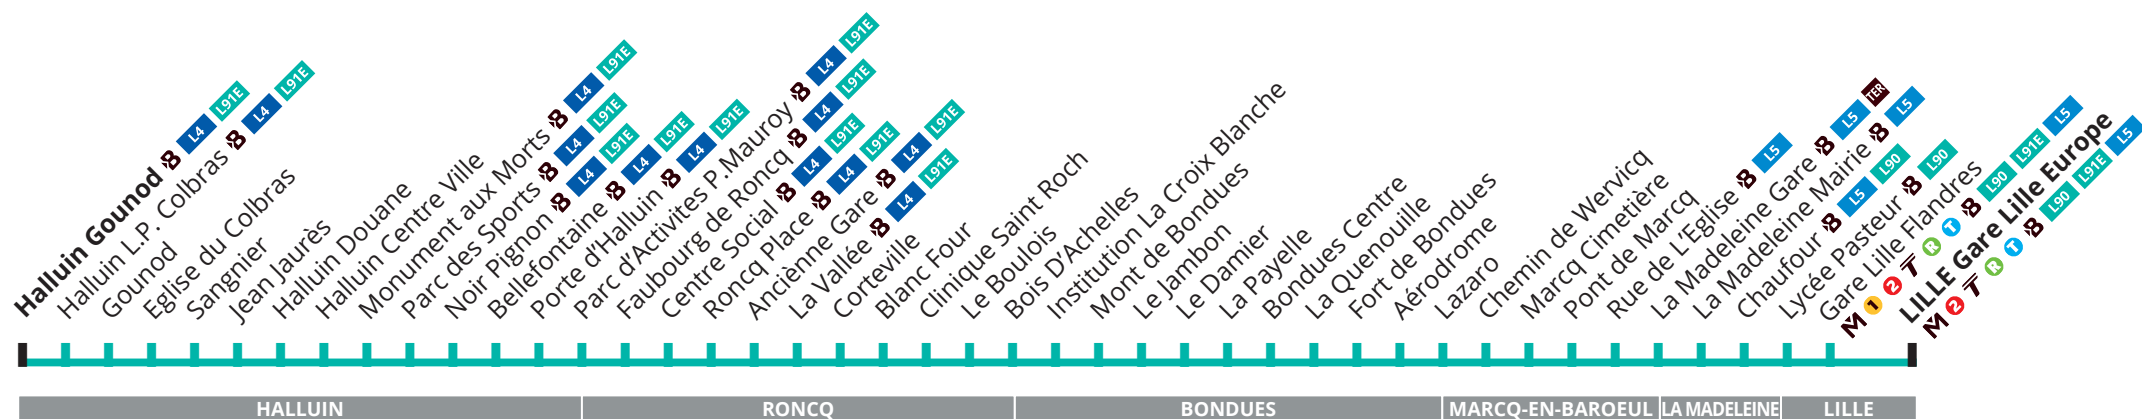 Halluin Gounod B L4 L91E
Halluin L.P. Colbras B L4 L91E
Gounod
Eglise du Colbras
Sangnier
Jean Jaurès
Halluin Douane
Halluin Centre Ville
Monument aux Morts B L4 L91E
Parc des Sports B L4 L91E
Noir Pignon B L4 L91E
Bellefontaine B L4 L91E
Porte d'Halluin B L4 L91E
Parc d'Activites P.Mauroy B L4 L91E
Faubourg de Roncq B L4 L91E
Centre Social B L4 L91E
Roncq Place B L4 L91E
Anciènne Gare B L4 L91E
La Vallée B L4 L91E
Corteville
Blanc Four
Clinique Saint Roch
Le Boulois
Bois D'Achelles
Institution La Croix Blanche
Mont de Bondues
Le Jambon
Le Damier
La Payelle
Bondues Centre
La Quenouille
Fort de Bondues
Aérodrome
Lazaro
Chemin de Wervicq
Marcq Cimetière
Pont de Marcq
Rue de L'Eglise B L5
La Madeleine Gare B L5 TER
La Madeleine Mairie B L5
Chaufour B L5 L90
Lycée Pasteur B L90
Gare Lille Flandres
M 1 2 T R T B L90 L91E L5
LILLE Gare Lille Europe
M 2 T R T B L90 L91E L5
HALLUIN
RONCQ
BONDUES
MARCQ-EN-BAROEUL
LA MADELEINE
LILLE